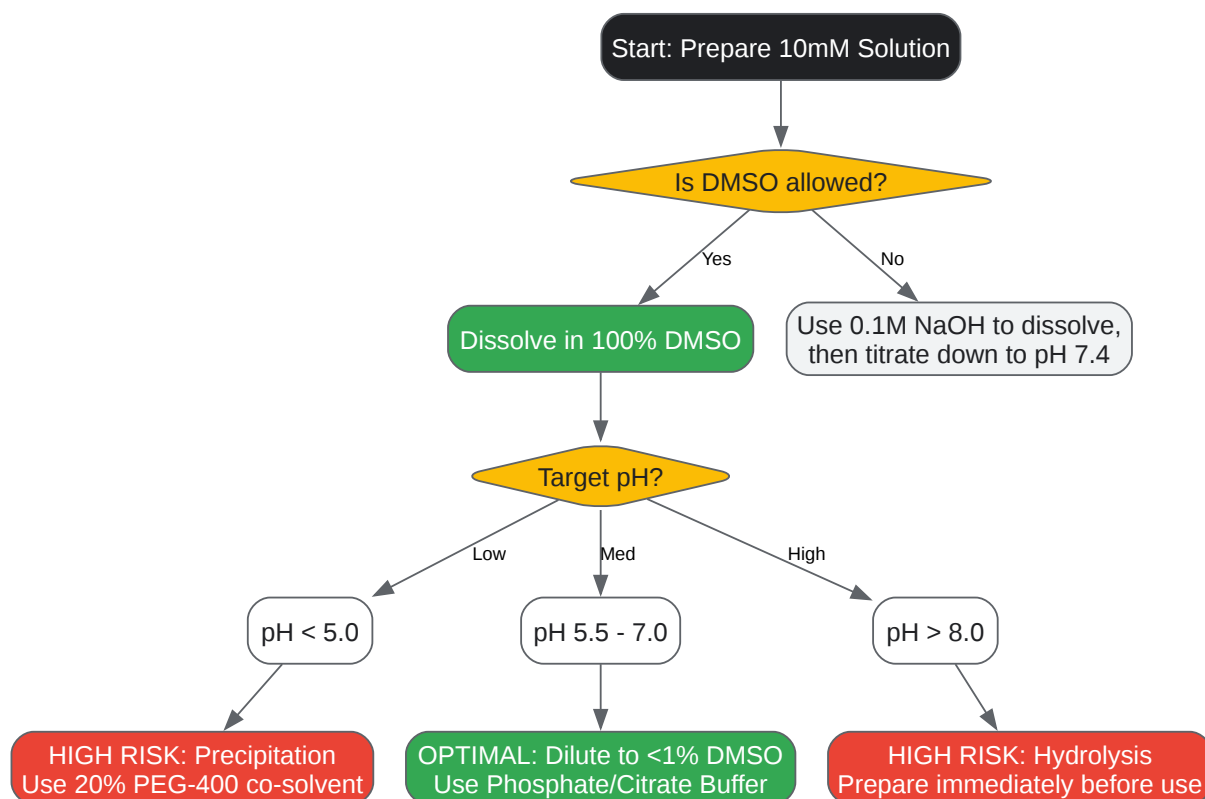 Start: Prepare 10mM Solution
Is DMSO allowed?
Yes
No
Dissolve in 100% DMSO
Use 0.1M NaOH to dissolve,
then titrate down to pH 7.4
Target pH?
Low
Med
High
pH < 5.0
pH 5.5 - 7.0
pH > 8.0
HIGH RISK: Precipitation
Use 20% PEG-400 co-solvent
OPTIMAL: Dilute to <1% DMSO
Use Phosphate/Citrate Buffer
HIGH RISK: Hydrolysis
Prepare immediately before use